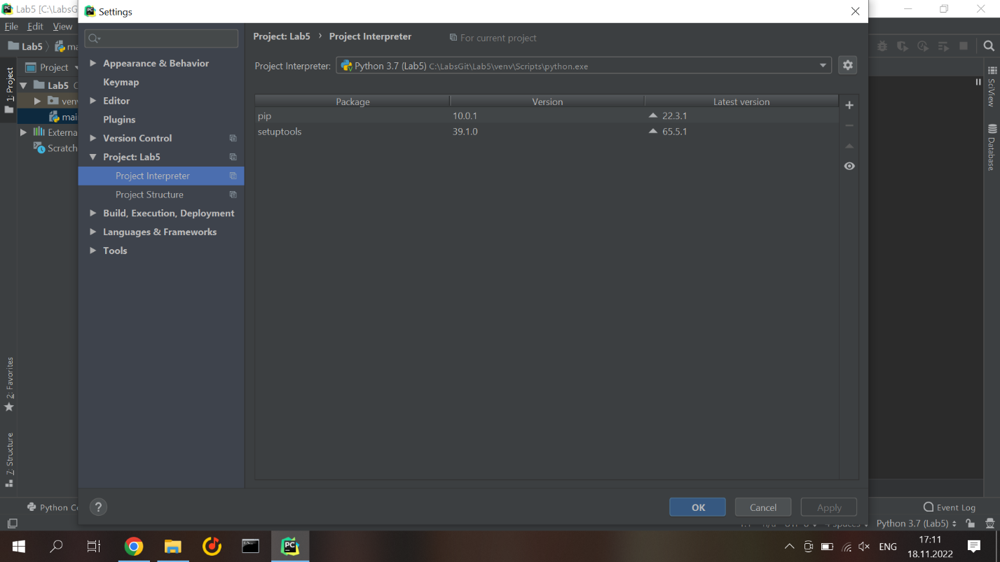 Lab5 [C:\LabsG
Settings
File Edit View
Lab5
Project
1: Project
Lab5
Externa
Scratch
2: Favorites
7: Structure
Appearance & Behavior
Keymap
Editor
Plugins
Version Control
Project: Lab5
Project Interpreter
Project Structure
Build, Execution, Deployment
Languages & Frameworks
Tools
Project: Lab5 › Project Interpreter
For current project
Project Interpreter: Python 3.7 (Lab5) C:\LabsGit\Lab5\venv\Scripts\python.exe
Package Version Latest version
pip 10.0.1 22.3.1
setuptools 39.1.0 65.5.1
?
OK Cancel Apply
SciView
Database
Python
Event Log
Python 3.7 (Lab5)
PC
ENG
17:11
18.11.2022